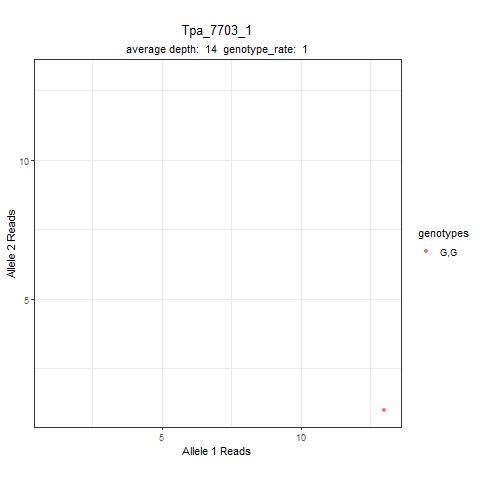 Tpa_7703_1
average depth: 14 genotype_rate: 1
10
5
Allele 2 Reads
5
10
Allele 1 Reads
genotypes
G,G